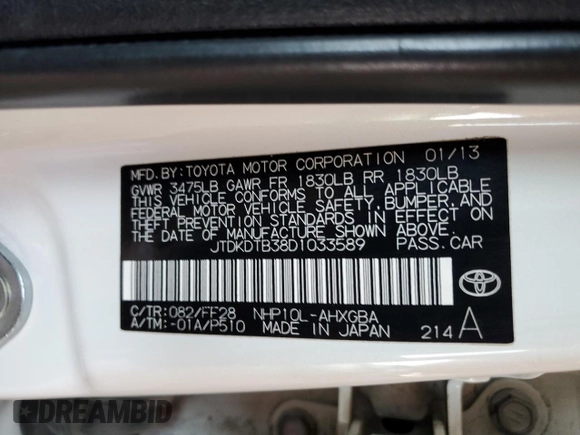 MFD. BY: TOYOTA MOTOR CORPORATION 01/13
GVWR 3475LB GAWR FR 1830LB RR 1830LB
THIS VEHICLE CONFORMS TO ALL APPLICABLE
FEDERAL MOTOR VEHICLE SAFETY, BUMPER, AND
THEFT PREVENTION STANDARDS IN EFFECT ON
THE DATE OF MANUFACTURE SHOWN ABOVE.
JTDKDTB38D1033589 PASS. CAR
C/TR: 082/FF28 NHP10L-AHXGBA
A/TM: -01A/P510 MADE IN JAPAN
214 A
DREAMBID